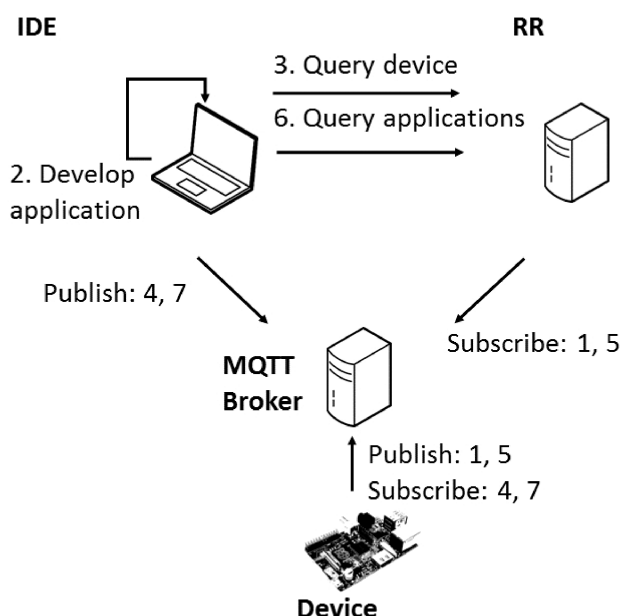 IDE
RR
3. Query device
6. Query applications
2. Develop
application
Publish: 4, 7
Subscribe: 1, 5
MQTT
Broker
Publish: 1, 5
Subscribe: 4, 7
Device